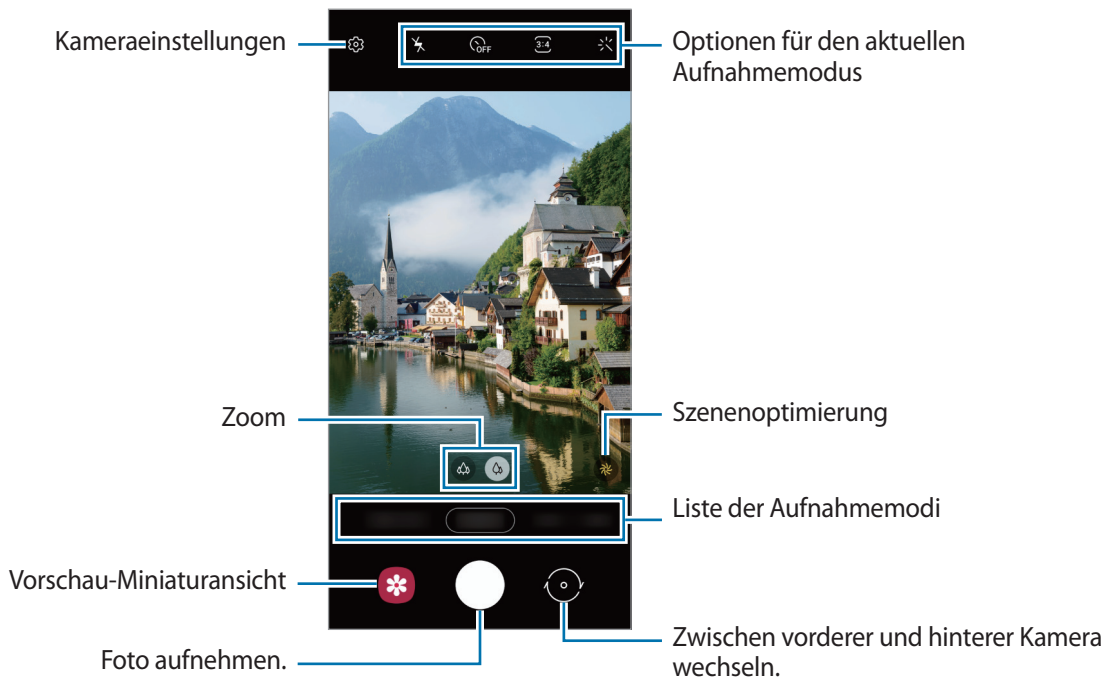 Kameraeinstellungen
OFF
3:4
Optionen für den aktuellen
Aufnahmemodus
Zoom
Szenenoptimierung
Liste der Aufnahmemodi
Vorschau-Miniaturansicht
Foto aufnehmen.
Zwischen vorderer und hinterer Kamera
wechseln.